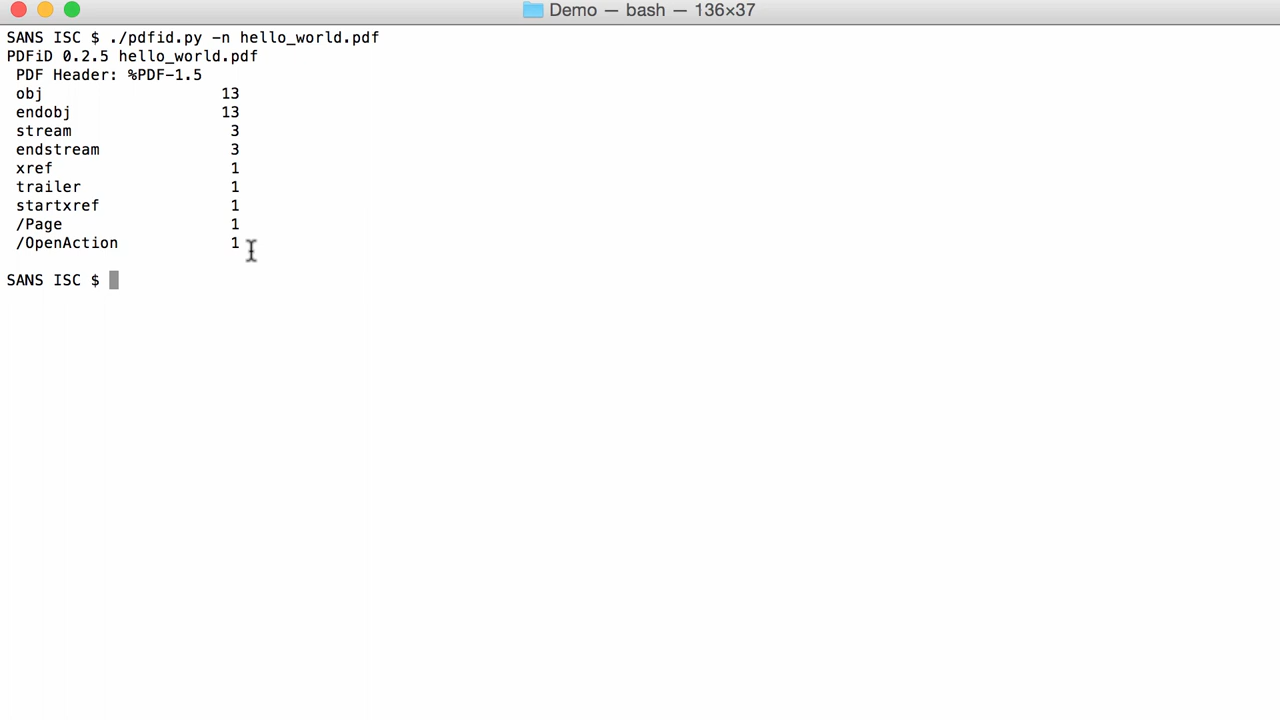 Demo — bash — 136×37
SANS ISC $ ./pdfid.py -n hello_world.pdf
PDFiD 0.2.5 hello_world.pdf
PDF Header: %PDF-1.5
obj 13
endobj 13
stream 3
endstream 3
xref 1
trailer 1
startxref 1
/Page 1
/OpenAction 1
SANS ISC $